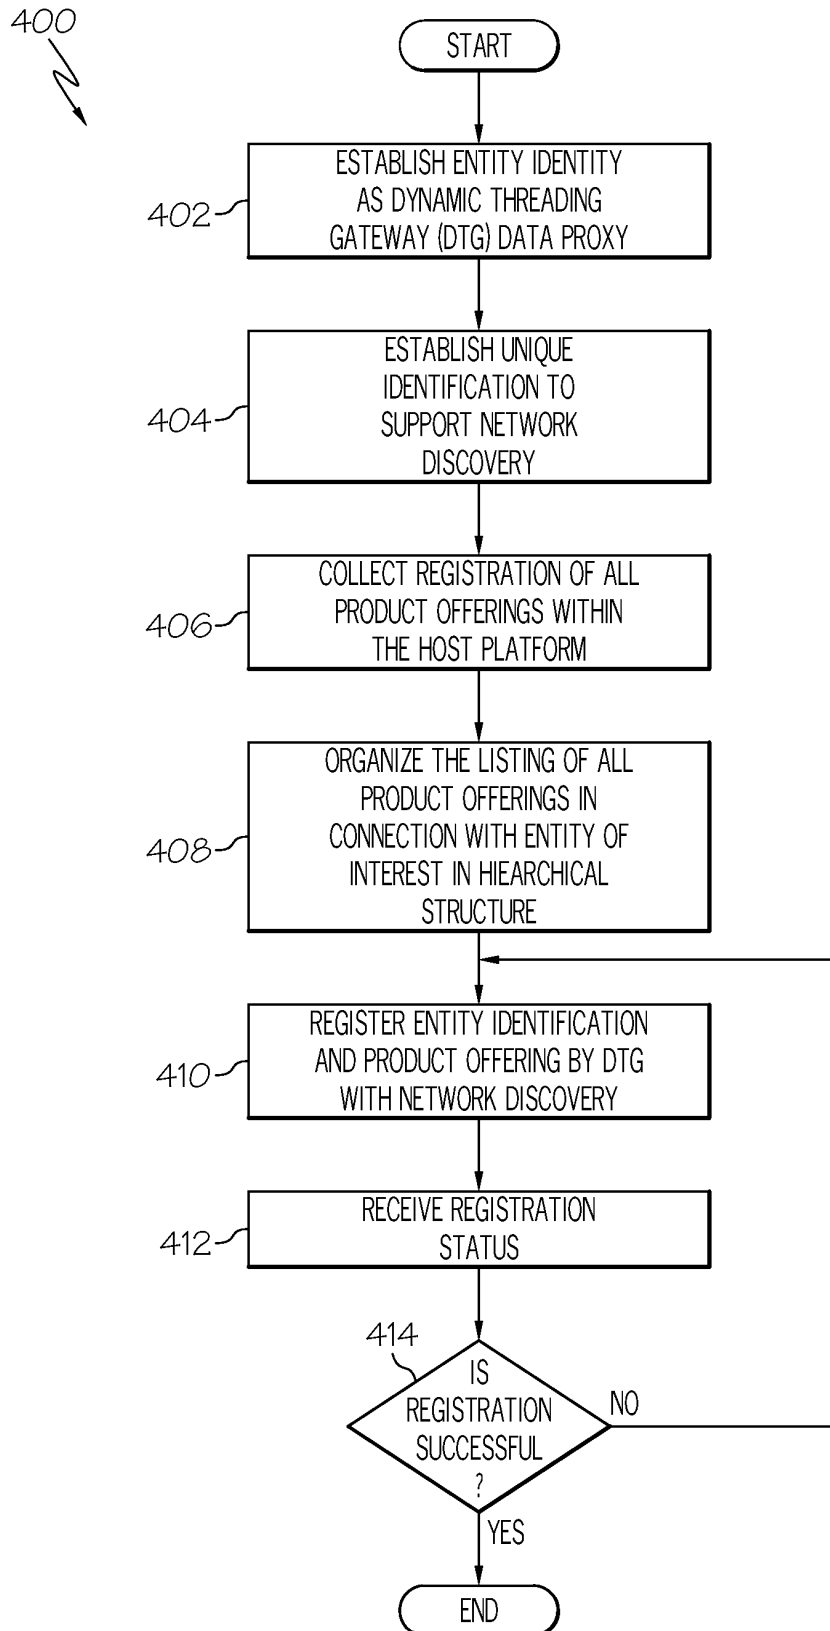 400
START
ESTABLISH ENTITY IDENTITY
AS DYNAMIC THREADING
GATEWAY (DTG) DATA PROXY
402
ESTABLISH UNIQUE
IDENTIFICATION TO
SUPPORT NETWORK
DISCOVERY
404
COLLECT REGISTRATION OF ALL
PRODUCT OFFERINGS WITHIN
THE HOST PLATFORM
406
ORGANIZE THE LISTING OF ALL
PRODUCT OFFERINGS IN
CONNECTION WITH ENTITY OF
INTEREST IN HIEARCHICAL
STRUCTURE
408
REGISTER ENTITY IDENTIFICATION
AND PRODUCT OFFERING BY DTG
WITH NETWORK DISCOVERY
410
RECEIVE REGISTRATION
STATUS
412
414
IS
REGISTRATION
SUCCESSFUL
?
NO
YES
END